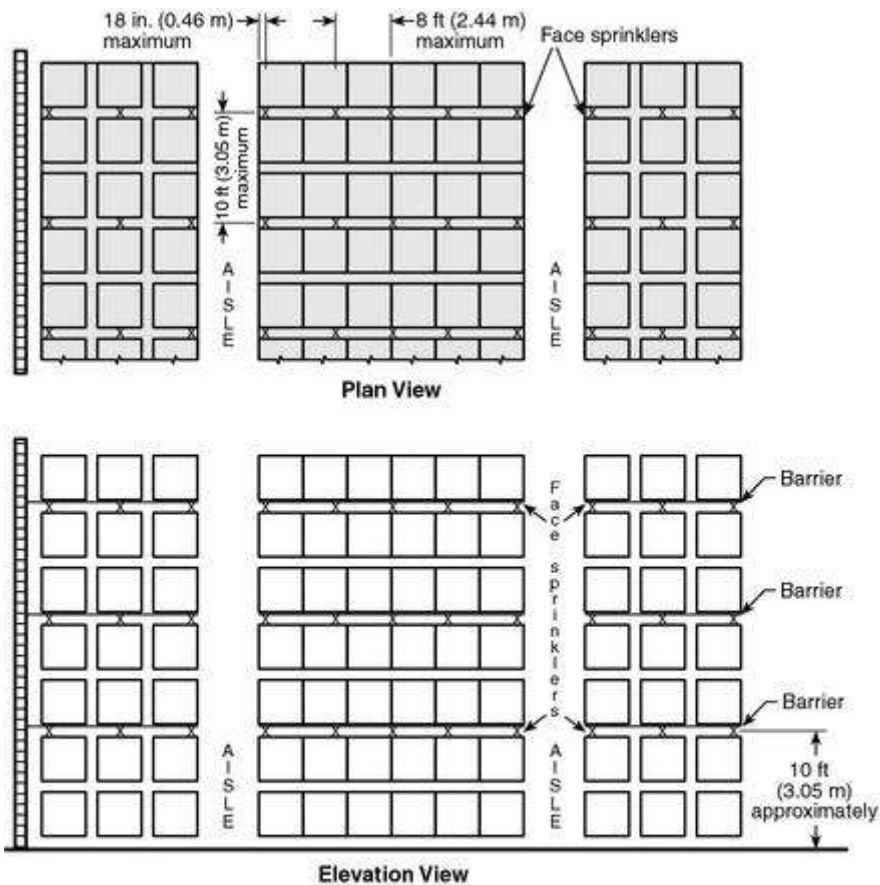 18 in. (0.46 m)
maximum
8 ft (2.44 m)
maximum
Face sprinklers
10 ft (3.05 m)
maximum
AISLE
AISLE
Plan View
Face sprinklers
Barrier
Barrier
Barrier
AISLE
AISLE
10 ft
(3.05 m)
approximately
Elevation View